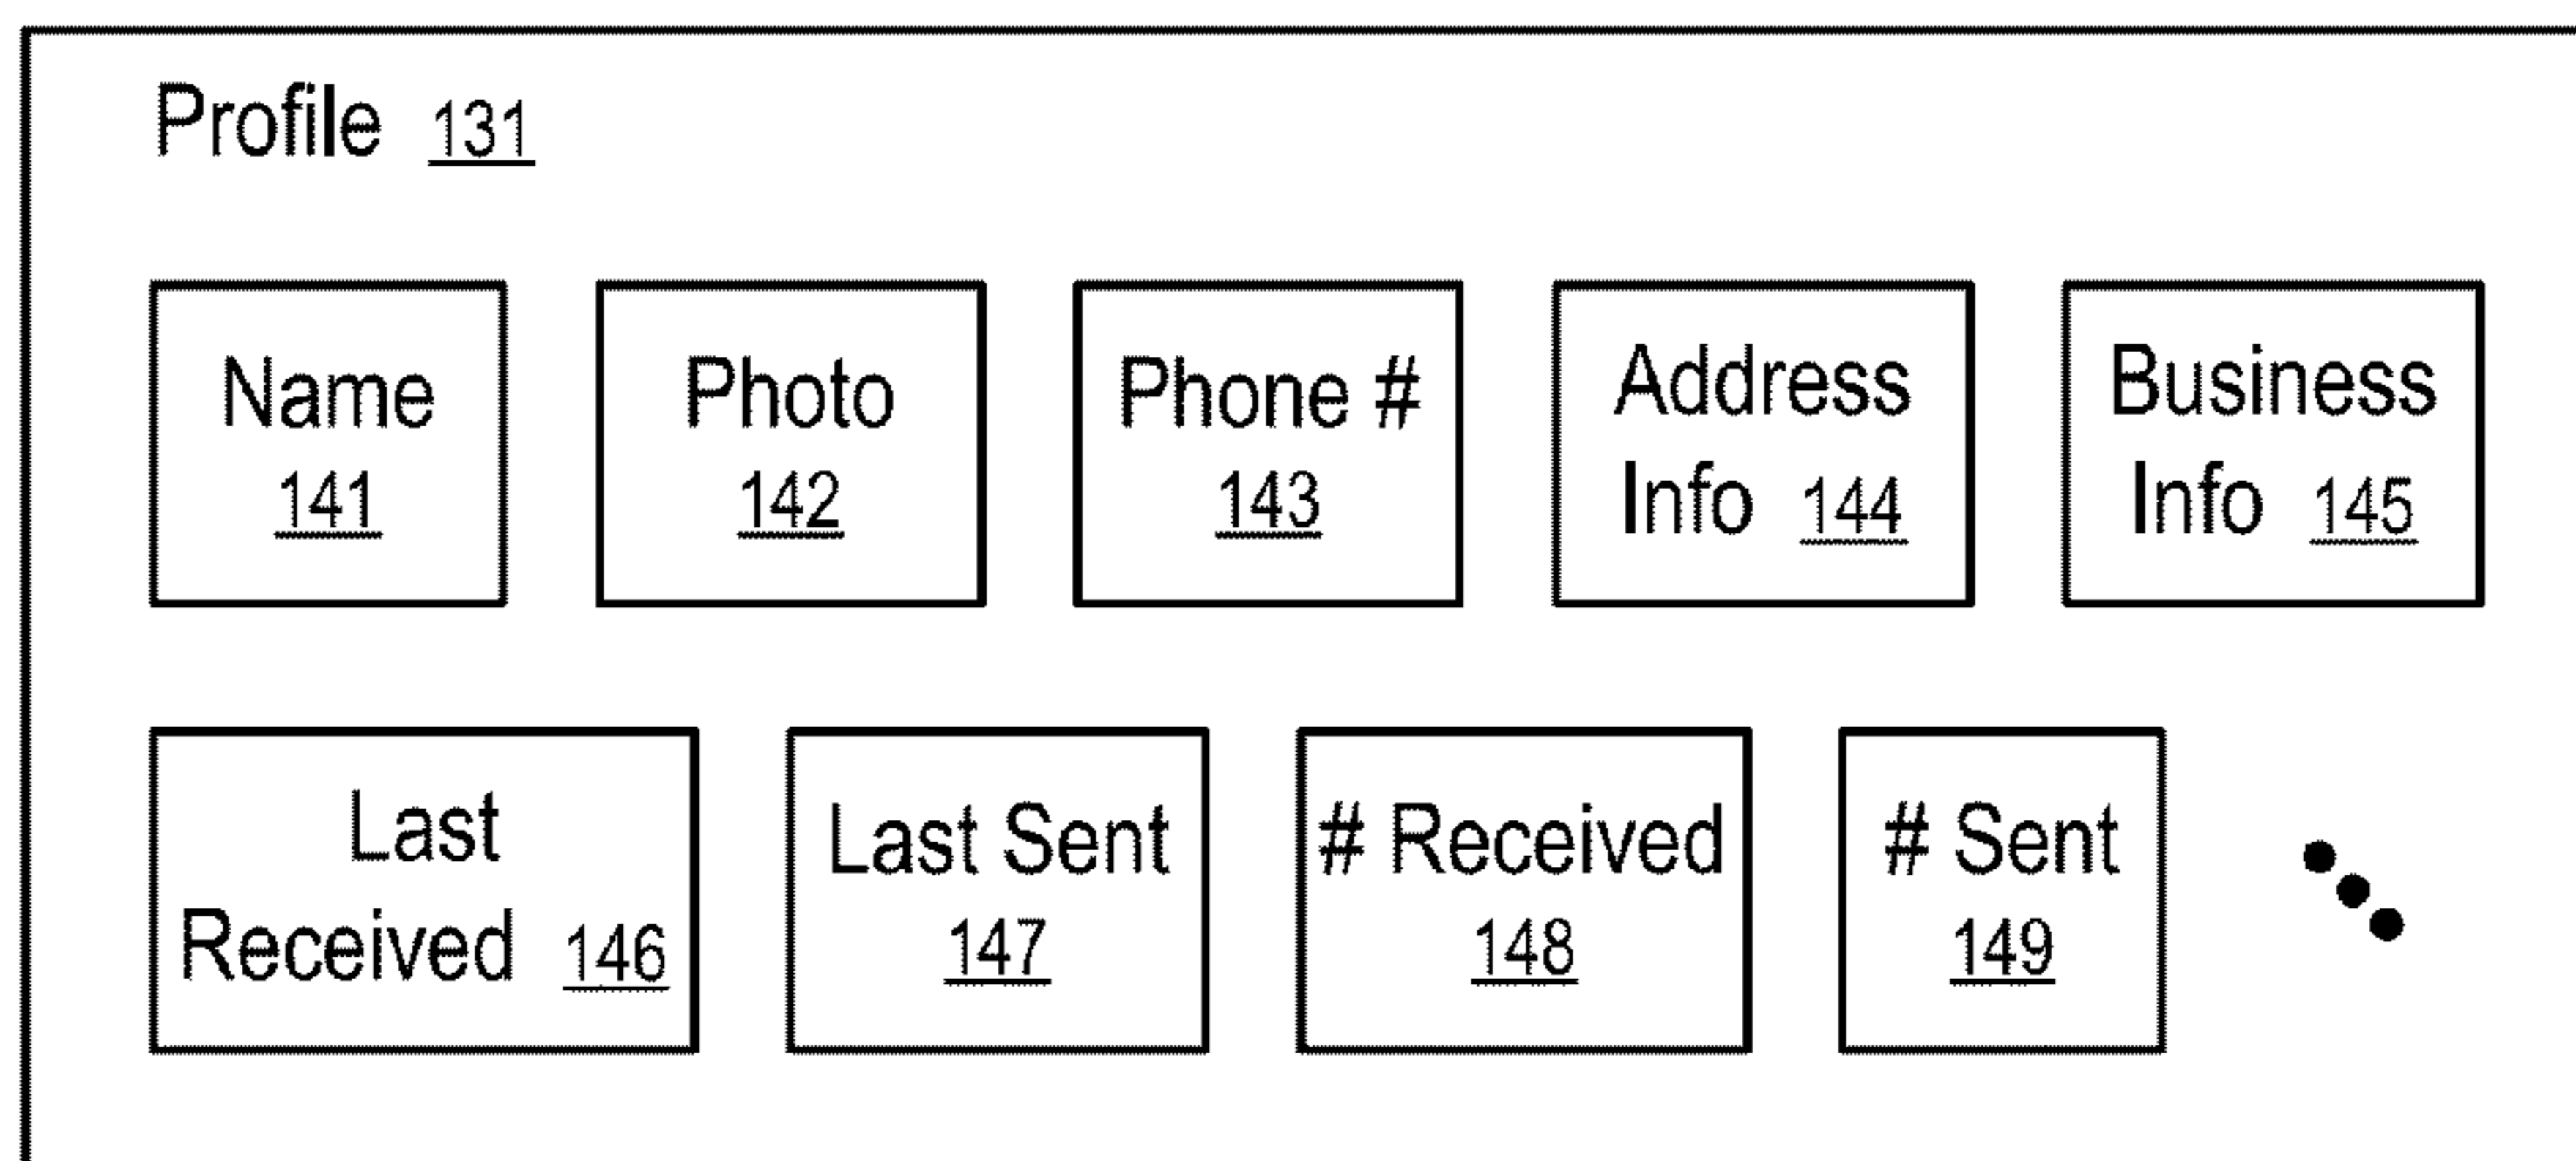 Profile 131
Name
141
Photo
142
Phone #
143
Address
Info 144
Business
Info 145
Last
Received 146
Last Sent
147
# Received
148
# Sent
149